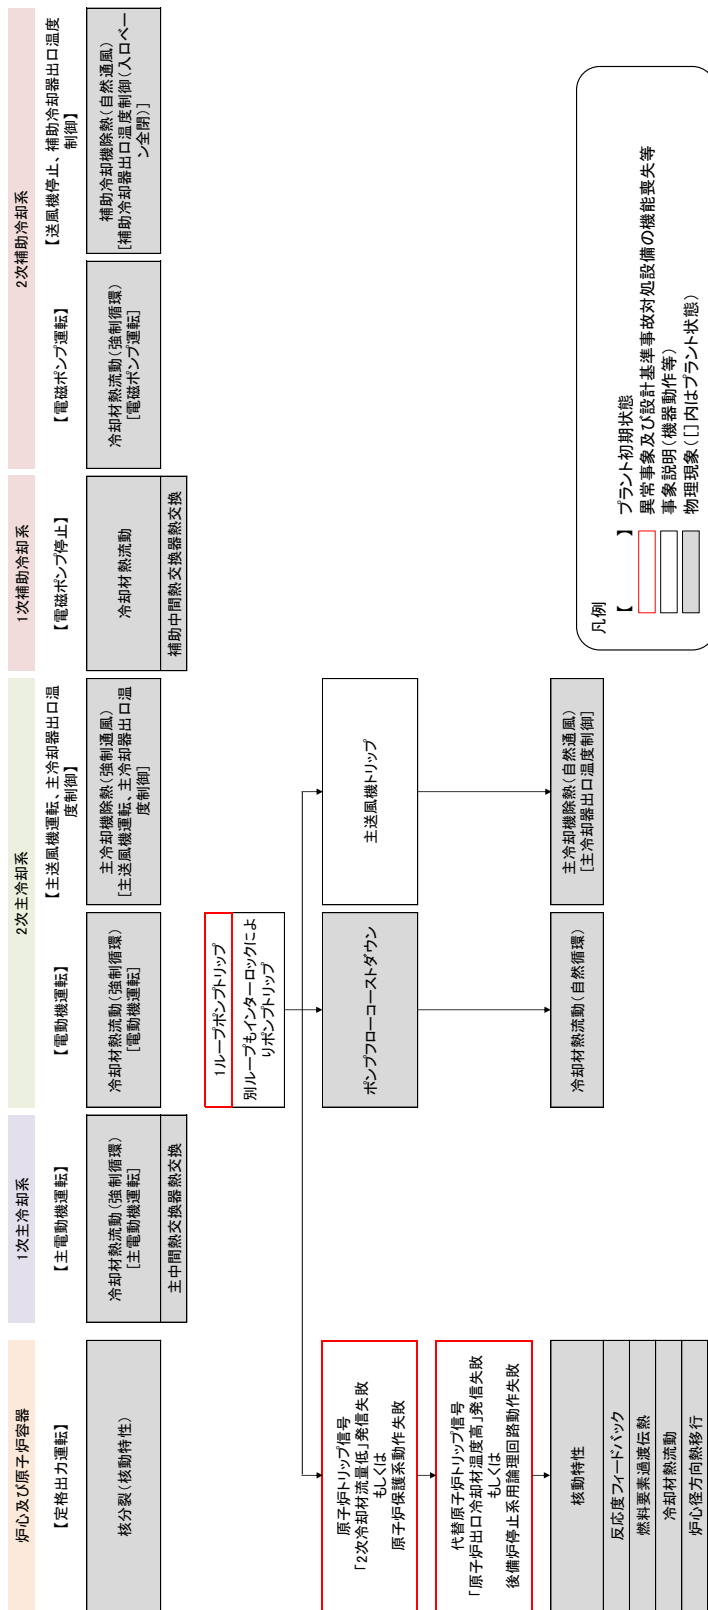 炉心及び原子炉容器
1次主冷却系
2次主冷却系
1次補助冷却系
2次補助冷却系
【定格出力運転】
【主電動機運転】
【電動機運転】
【主送風機運転、主冷却器出口温
度制御】
【電磁ポンプ停止】
【電磁ポンプ運転】
【送風機停止、補助冷却器出口温度
制御】
核分裂(核動特性)
冷却材熱流動(強制循環)
[主電動機運転]
主中間熱交換器熱交換
冷却材熱流動(強制循環)
[電動機運転]
主冷却機除熱(強制通風)
[主送風機運転、主冷却器出口温
度制御]
冷却材熱流動
補助中間熱交換器熱交換
冷却材熱流動(強制循環)
[電磁ポンプ運転]
補助冷却機除熱(自然通風)
[補助冷却器出口温度制御(入口ベー
ン全閉)]
1ループポンプトリップ
別ループもインターロックによ
りポンプトリップ
原子炉トリップ信号
「2次冷却材流量低」発信失敗
もしくは
原子炉保護系動作失敗
ポンプフローコーストダウン
主送風機トリップ
代替原子炉トリップ信号
「原子炉出口冷却材温度高」発信失敗
もしくは
後備炉停止系用論理回路動作失敗
核動特性
反応度フィードバック
燃料要素過渡伝熱
冷却材熱流動
炉心径方向熱移行
冷却材熱流動(自然循環)
主冷却機除熱(自然通風)
[主冷却器出口温度制御]
凡例
【 】 プラント初期状態
異常事象及び設計基準事故対処設備の機能喪失等
事象説明(機器動作等)
物理現象([]内はプラント状態)